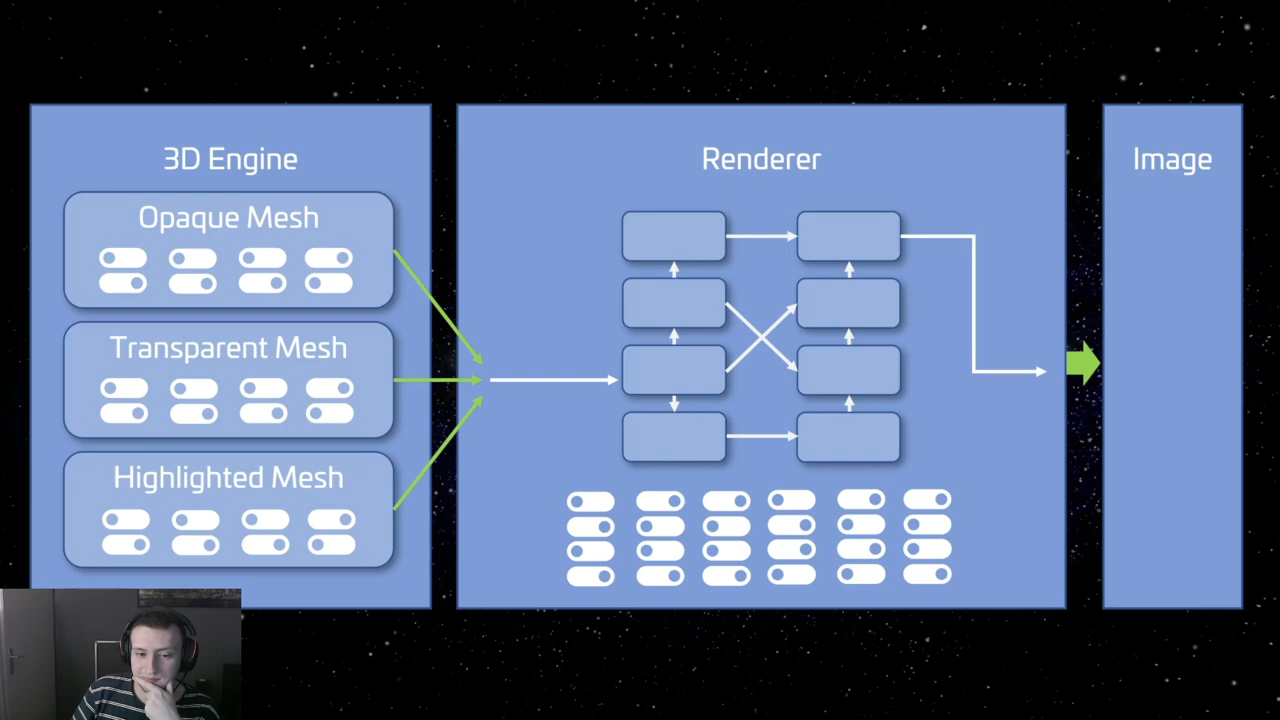 3D Engine
Opaque Mesh
Transparent Mesh
Highlighted Mesh
Renderer
Image